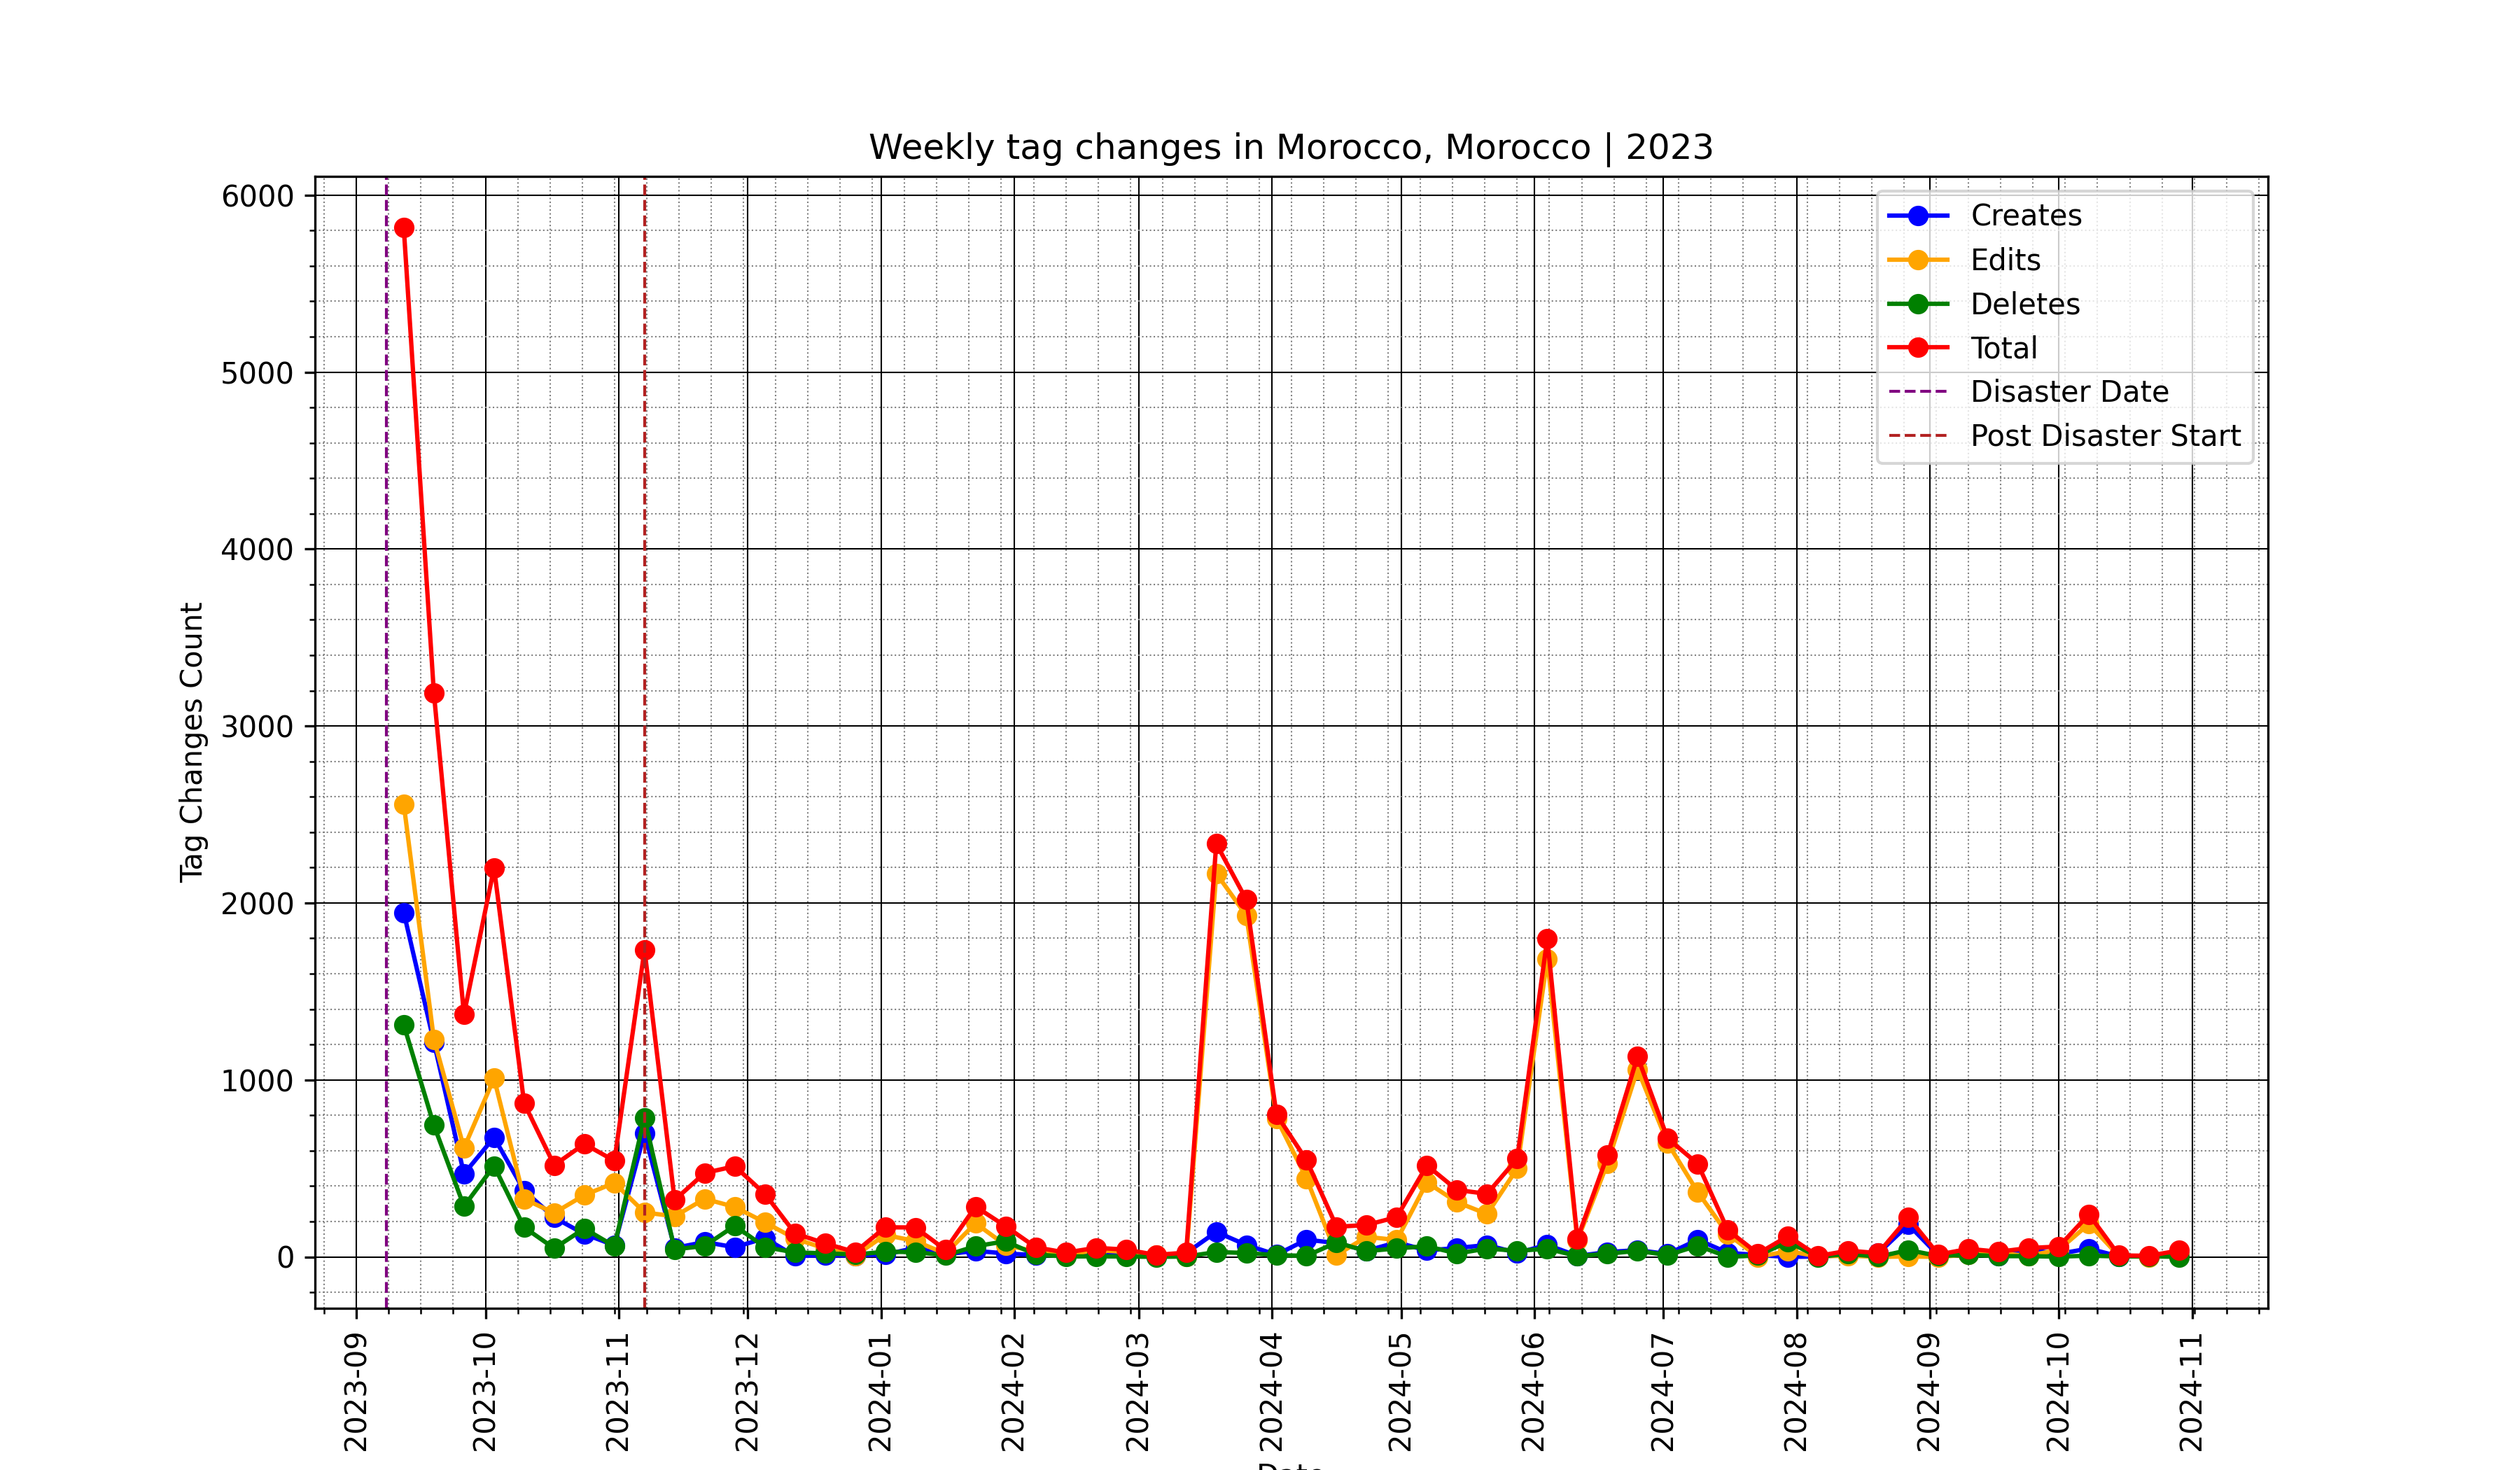 Weekly tag changes in Morocco, Morocco | 2023
6000
5000
4000
3000
2000
1000
0
Tag Changes Count
Creates
Edits
Deletes
Total
Disaster Date
Post Disaster Start
2023-09
2023-10
2023-11
2023-12
2024-01
2024-02
2024-03
2024-04
2024-05
2024-06
2024-07
2024-08
2024-09
2024-10
2024-11
Date